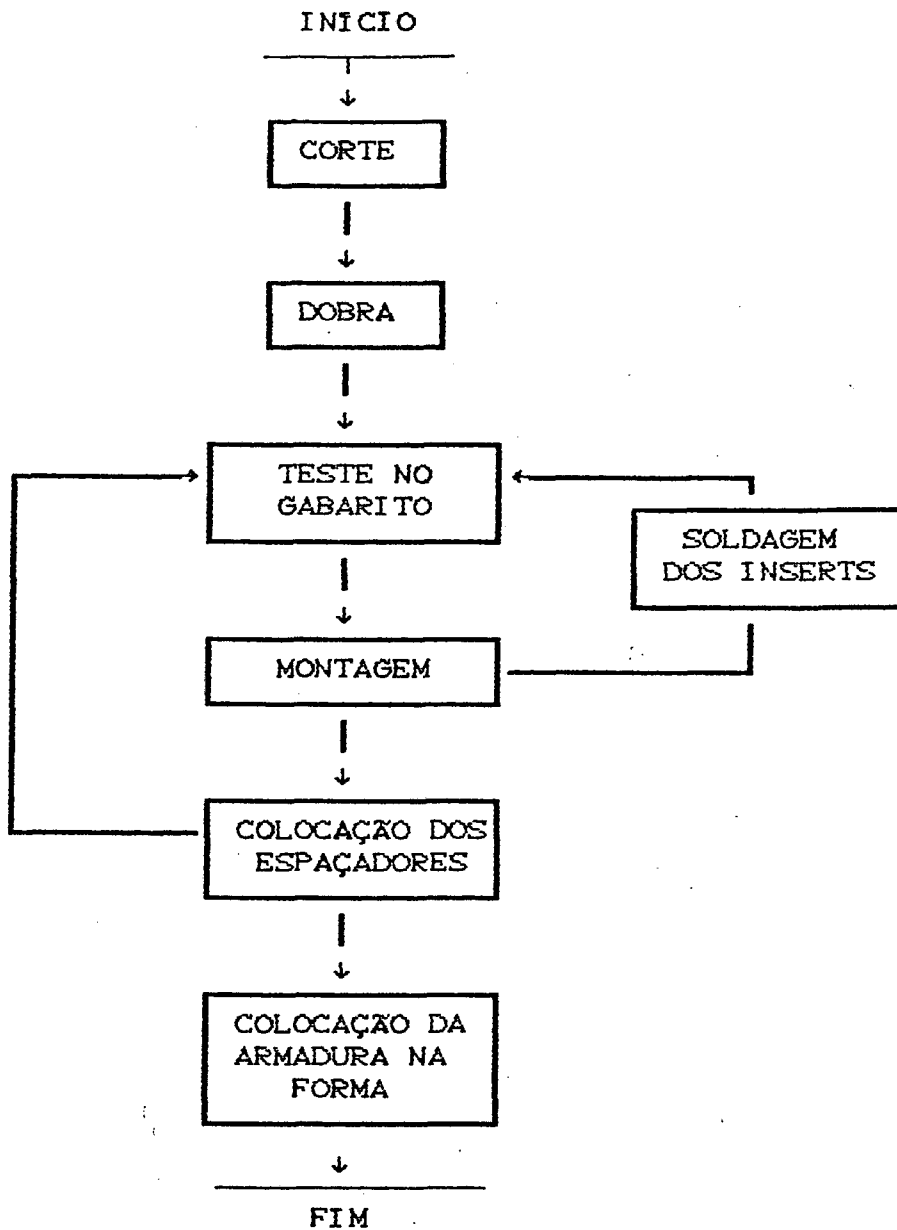 INICIO
CORTE
DOBRA
TESTE NO
GABARITO
SOLDAGEM
DOS INSERTS
MONTAGEM
COLOCAÇÃO DOS
ESPAÇADORES
COLOCAÇÃO DA
ARMADURA NA
FORMA
FIM